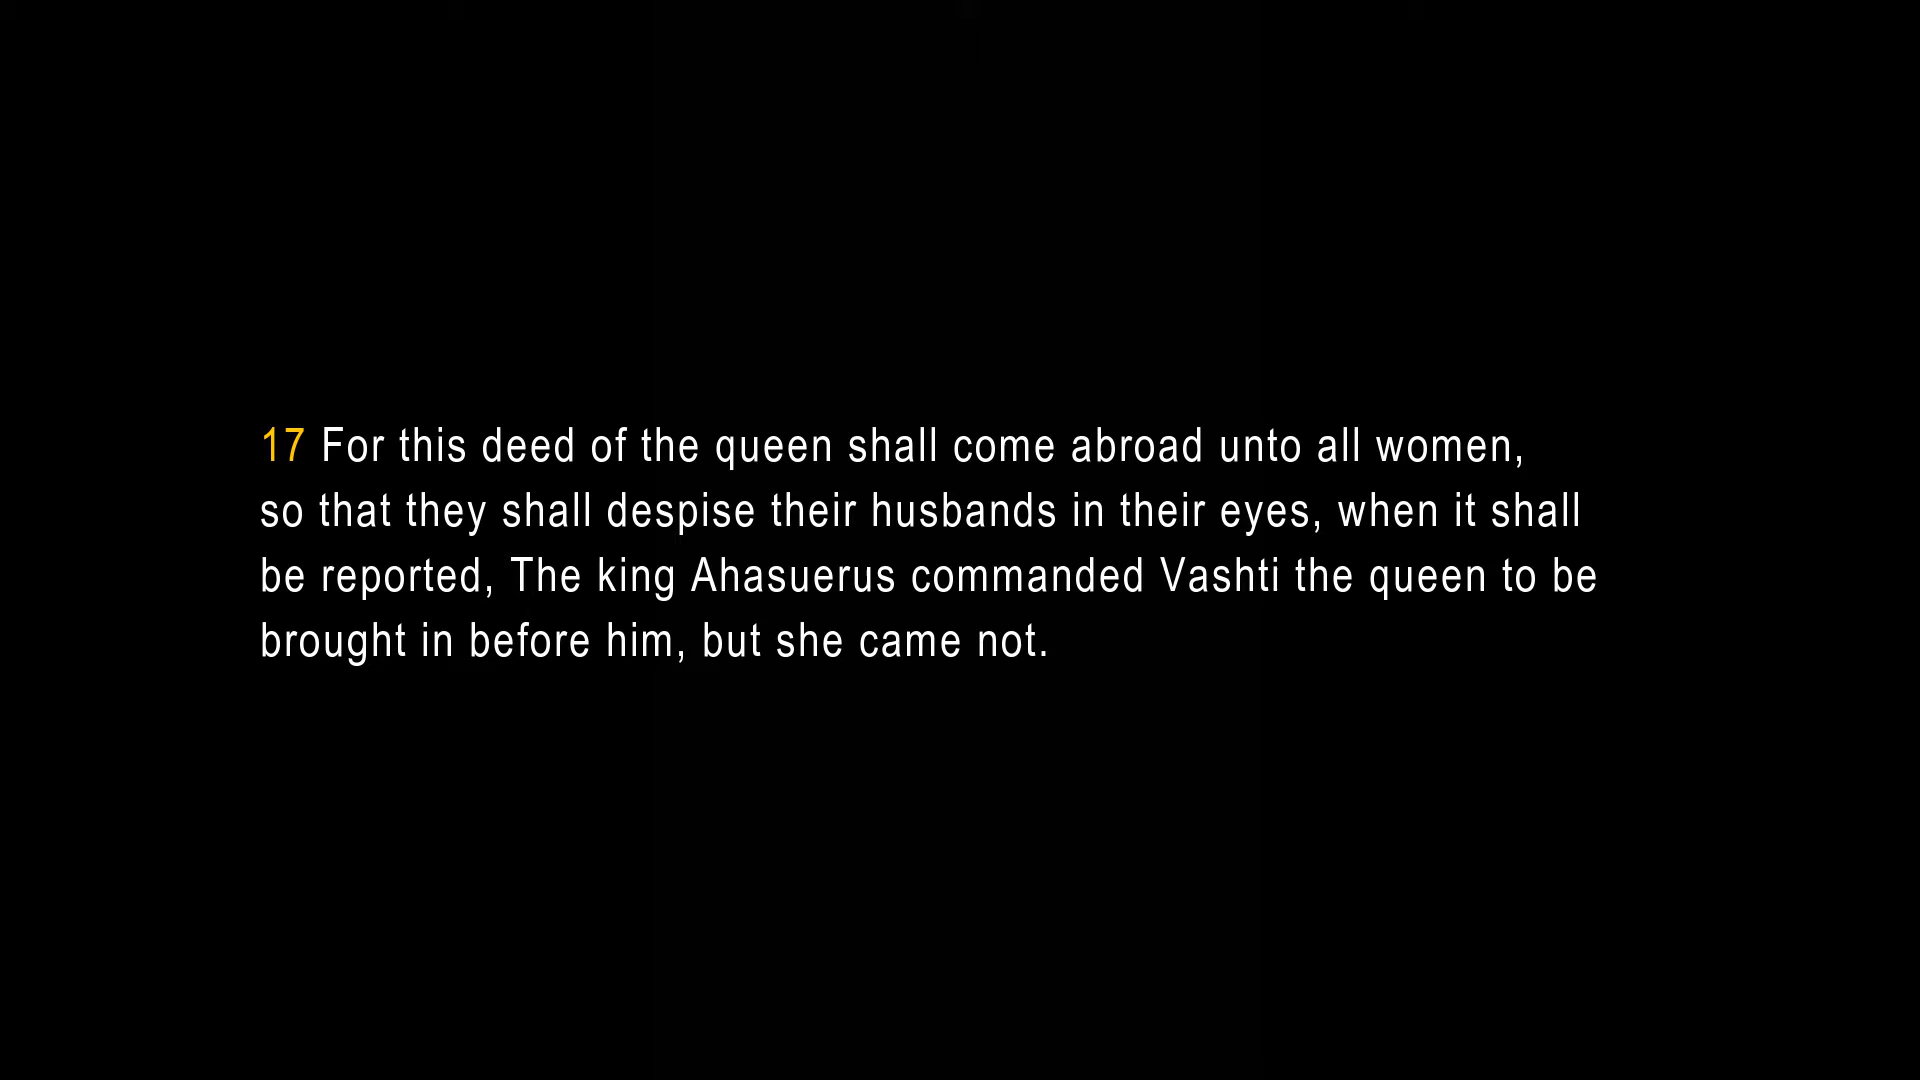 17 For this deed of the queen shall come abroad unto all women,
so that they shall despise their husbands in their eyes, when it shall
be reported, The king Ahasuerus commanded Vashti the queen to be
brought in before him, but she came not.